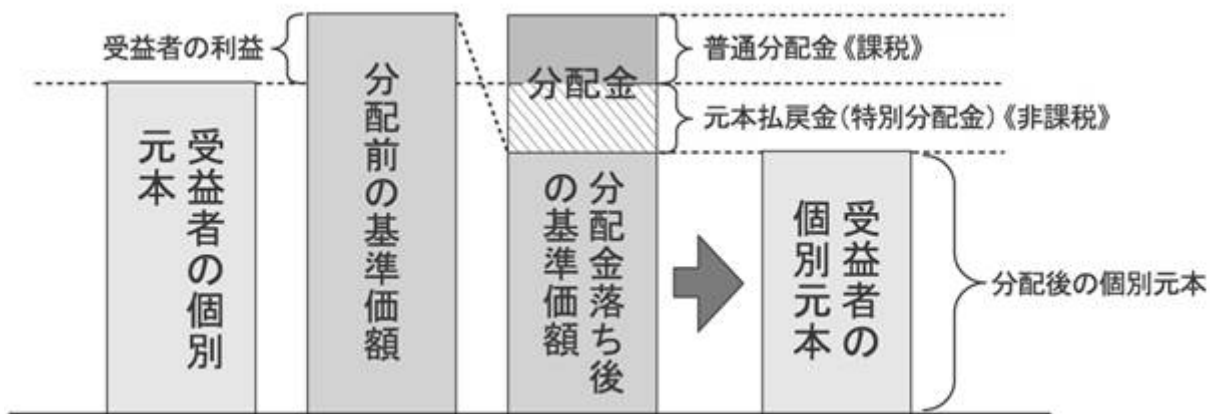 受益者の利益
受益者の個別
元本
分配前の基準価額
分配金
分配金落ち後
の基準価額
普通分配金《課税》
元本払戻金(特別分配金)《非課税》
受益者の
個別元本
分配後の個別元本